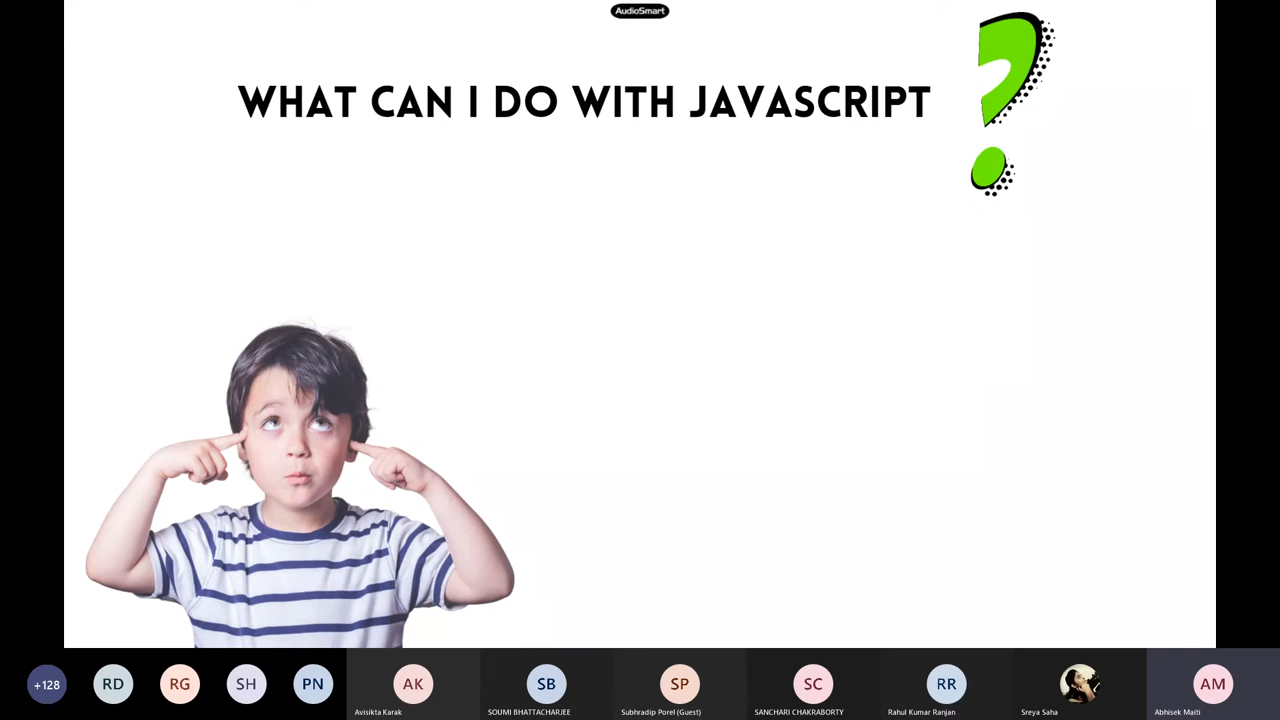 AudioSmart
WHAT CAN I DO WITH JAVASCRIPT ?
+128
RD
RG
SH
PN
AK
SB
SP
SC
RR
AM
Avisikta Karak
SOUMI BHATTACHARJEE
Subhradip Porel (Guest)
SANCHARI CHAKRABORTY
Rahul Kumar Ranjan
Sreya Saha
Abhisek Maiti